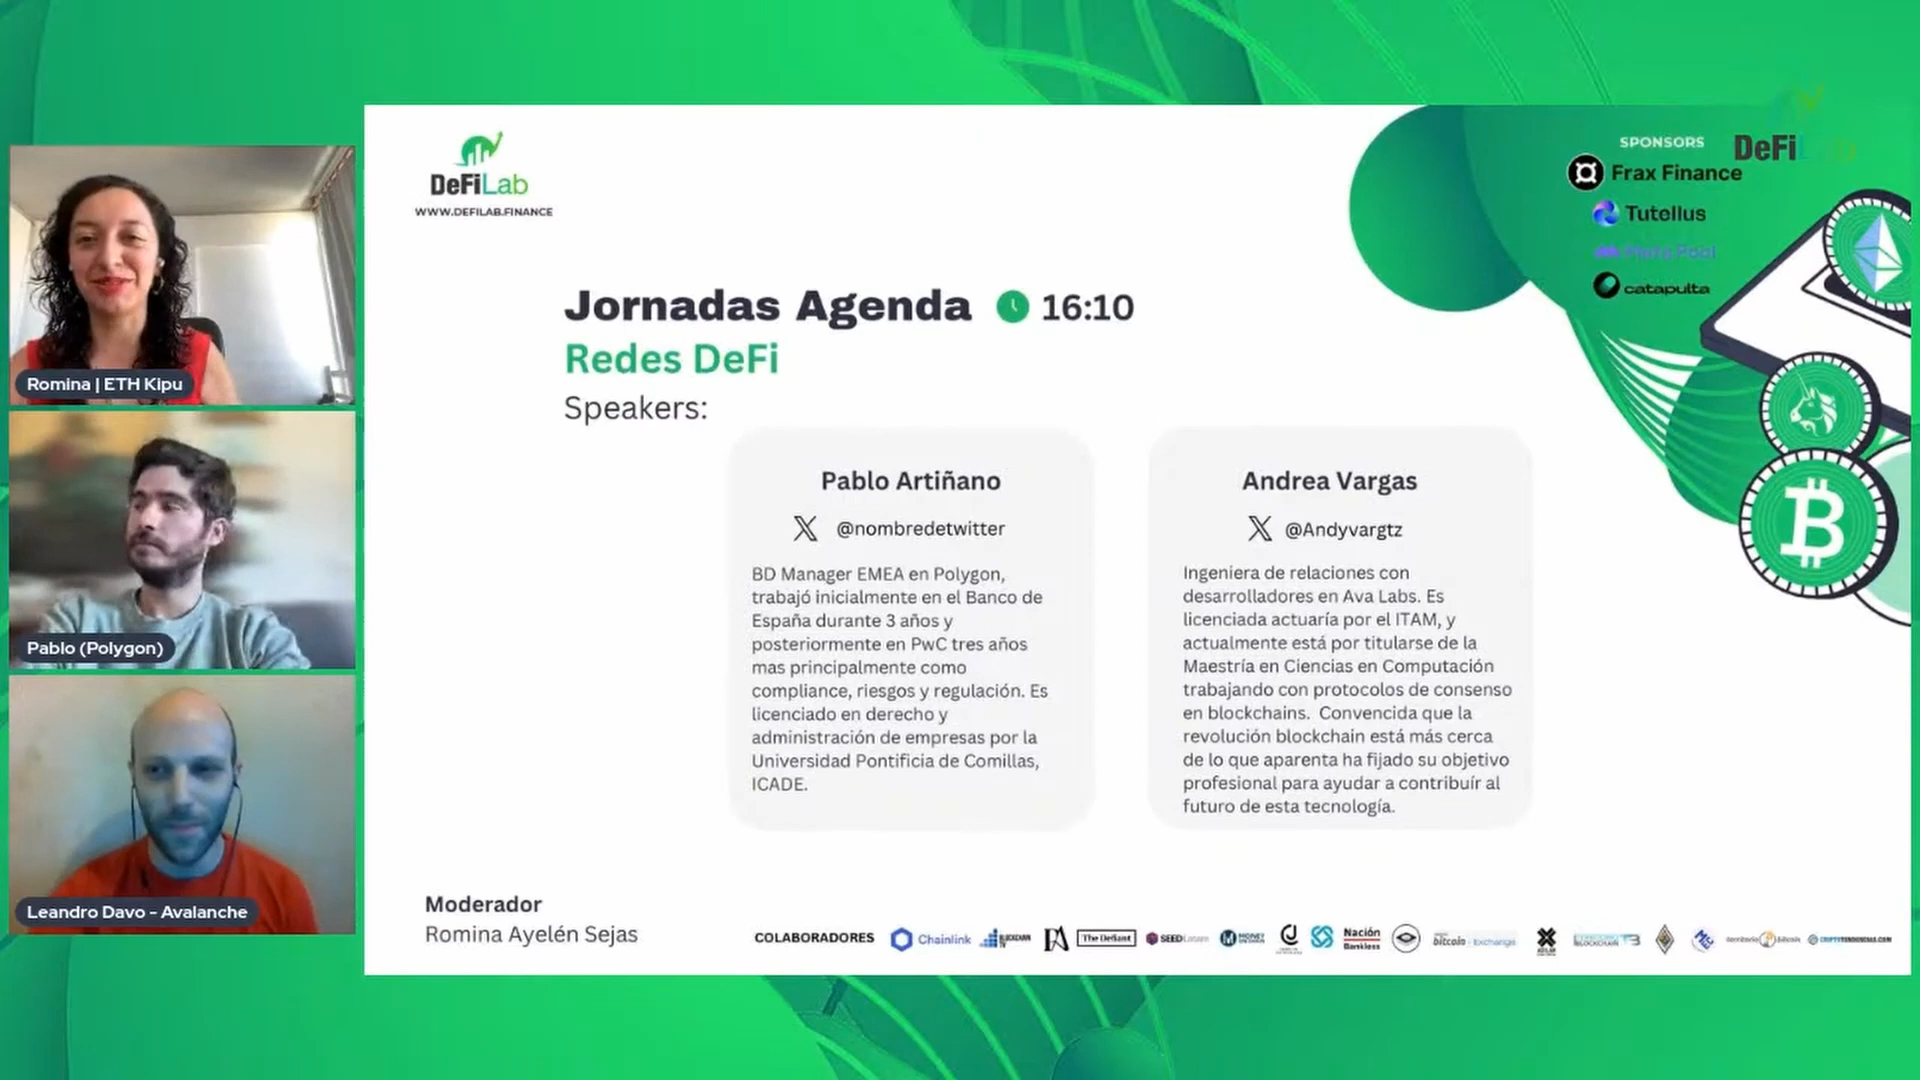 DeFiLab
WWW.DEFILAB.FINANCE
SPONSORS
DeFi
Frax Finance
Tutellus
catapulta
Jornadas Agenda 16:10
Redes DeFi
Speakers:
Pablo Artiñano
@nombredetwitter
BD Manager EMEA en Polygon,
trabajó inicialmente en el Banco de
España durante 3 años y
posteriormente en PwC tres años
mas principalmente como
compliance, riesgos y regulación. Es
licenciado en derecho y
administración de empresas por la
Universidad Pontificia de Comillas,
ICADE.
Andrea Vargas
@Andyvargtz
Ingeniera de relaciones con
desarrolladores en Ava Labs. Es
licenciada actuaría por el ITAM, y
actualmente está por titularse de la
Maestría en Ciencias en Computación
trabajando con protocolos de consenso
en blockchains. Convencida que la
revolución blockchain está más cerca
de lo que aparenta ha fijado su objetivo
profesional para ayudar a contribuír al
futuro de esta tecnología.
Romina | ETH Kipu
Pablo (Polygon)
Leandro Davo - Avalanche
Moderador
Romina Ayelén Sejas
COLABORADORES
Chainlink
The Defiant
Nación
Bankless